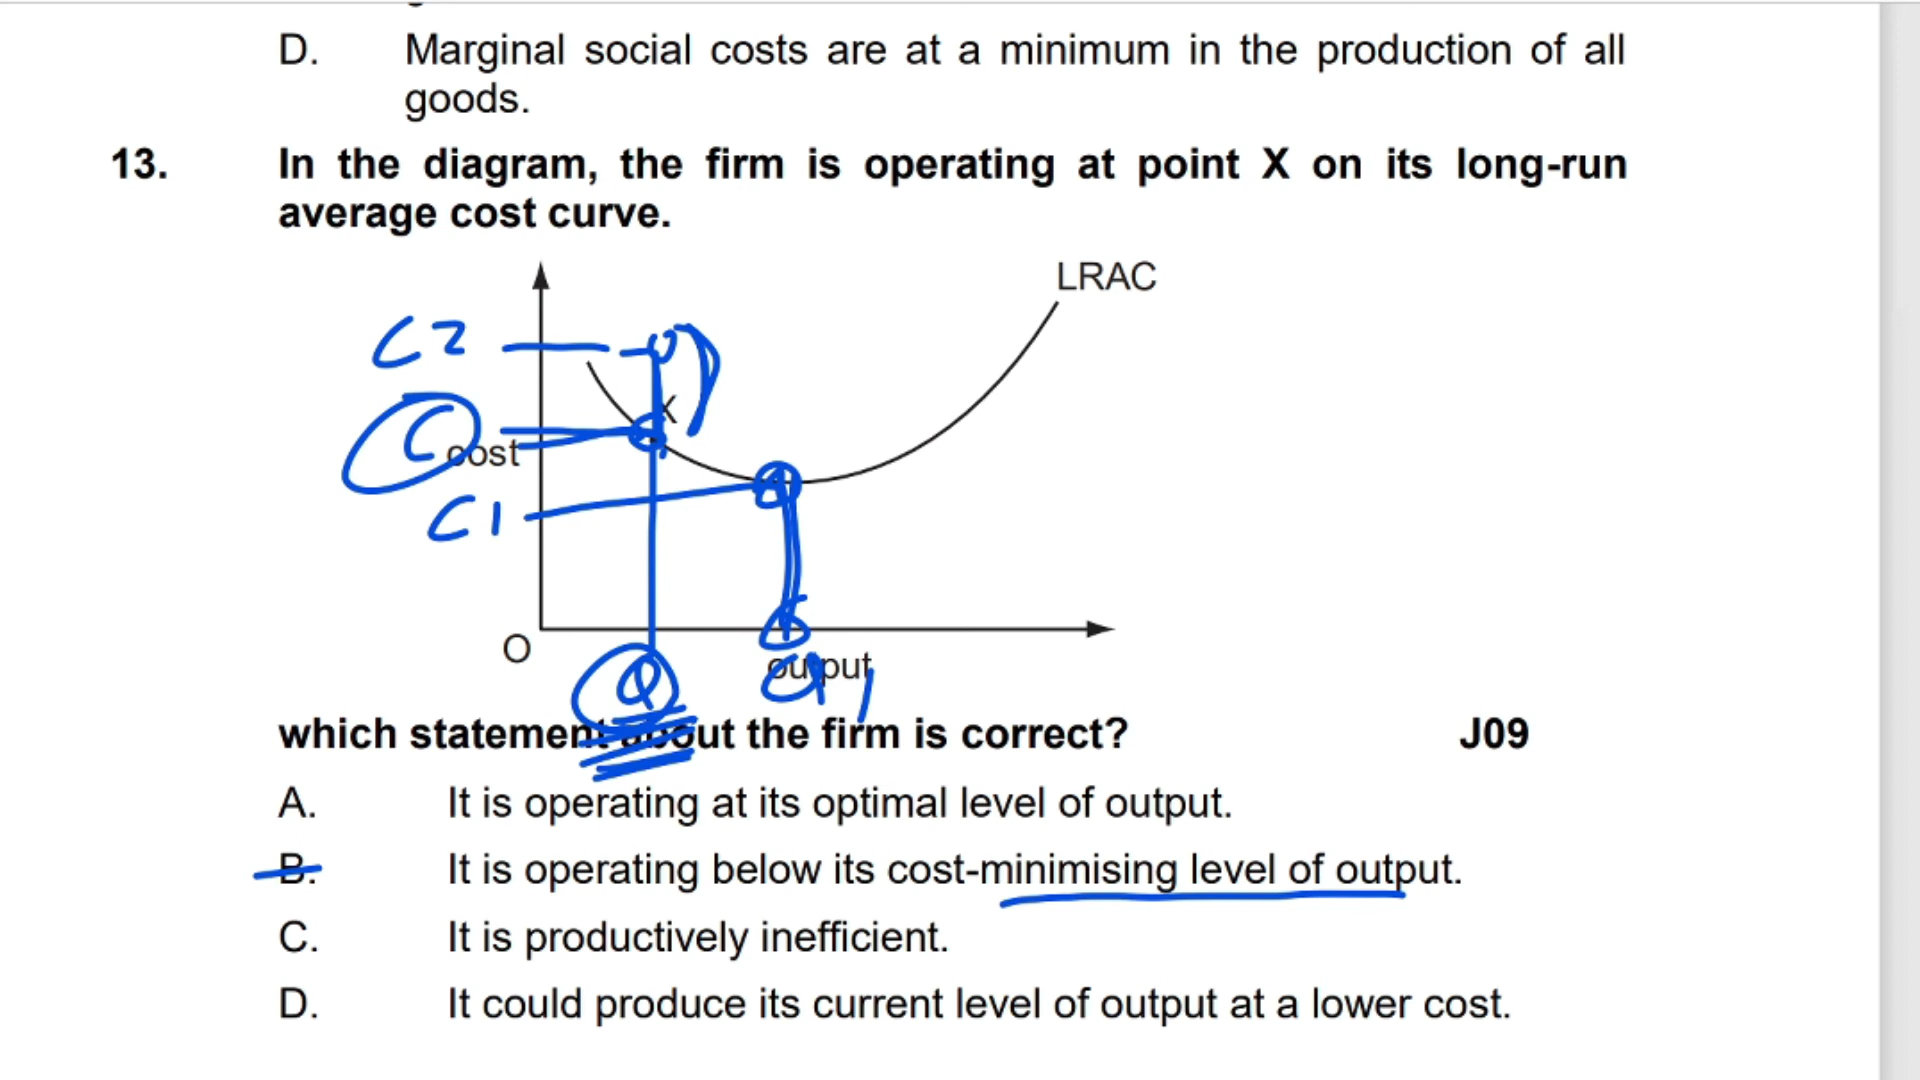 D. Marginal social costs are at a minimum in the production of all
goods.
13. In the diagram, the firm is operating at point X on its long-run
average cost curve.
LRAC
C2
X
C
cost
C1
O
Q
output
Q1
which statement about the firm is correct? J09
A. It is operating at its optimal level of output.
B. It is operating below its cost-minimising level of output.
C. It is productively inefficient.
D. It could produce its current level of output at a lower cost.